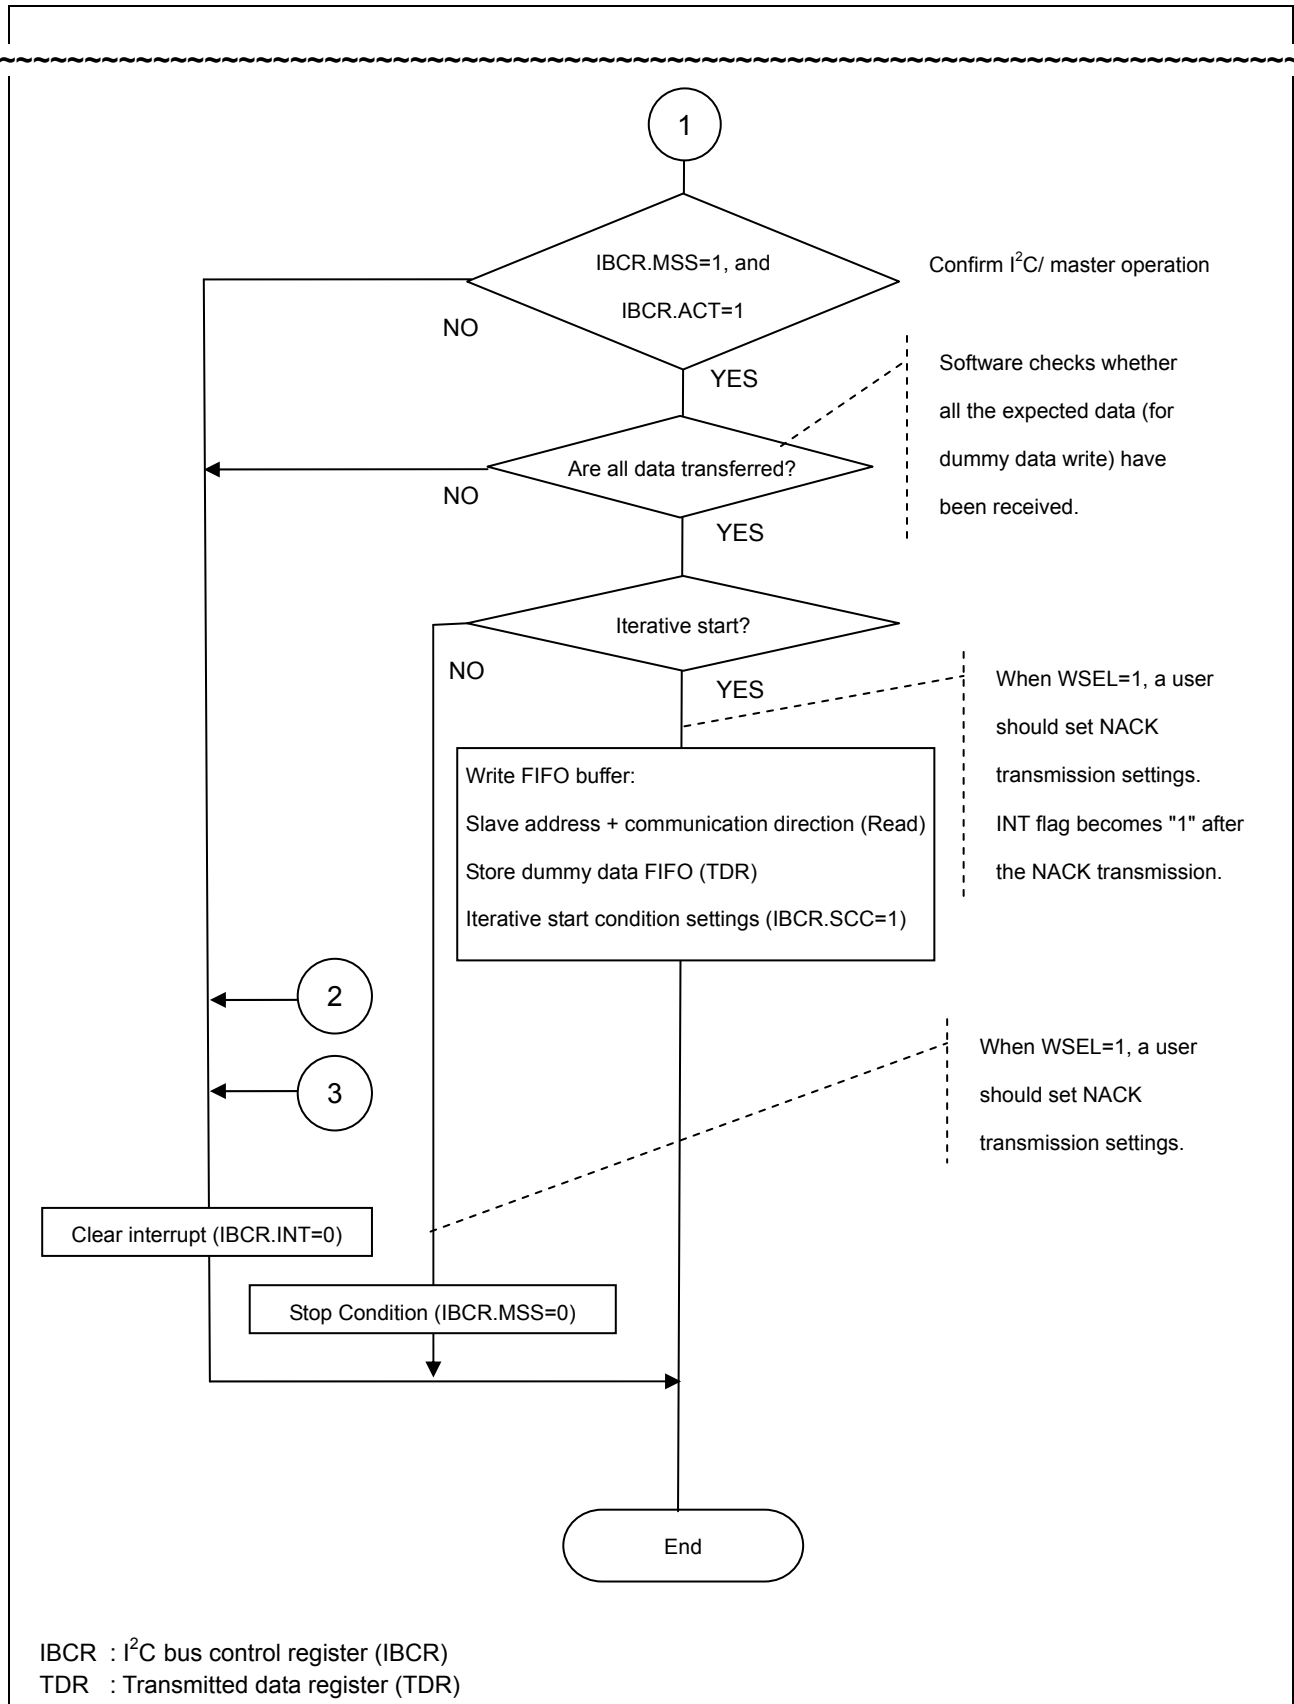 1
IBCR.MSS=1, and
IBCR.ACT=1
Confirm I²C/ master operation
NO
YES
Software checks whether
all the expected data (for
dummy data write) have
been received.
Are all data transferred?
NO
YES
Iterative start?
NO
YES
When WSEL=1, a user
should set NACK
transmission settings.
INT flag becomes "1" after
the NACK transmission.
Write FIFO buffer:
Slave address + communication direction (Read)
Store dummy data FIFO (TDR)
Iterative start condition settings (IBCR.SCC=1)
2
3
When WSEL=1, a user
should set NACK
transmission settings.
Clear interrupt (IBCR.INT=0)
Stop Condition (IBCR.MSS=0)
End
IBCR : I²C bus control register (IBCR)
TDR : Transmitted data register (TDR)